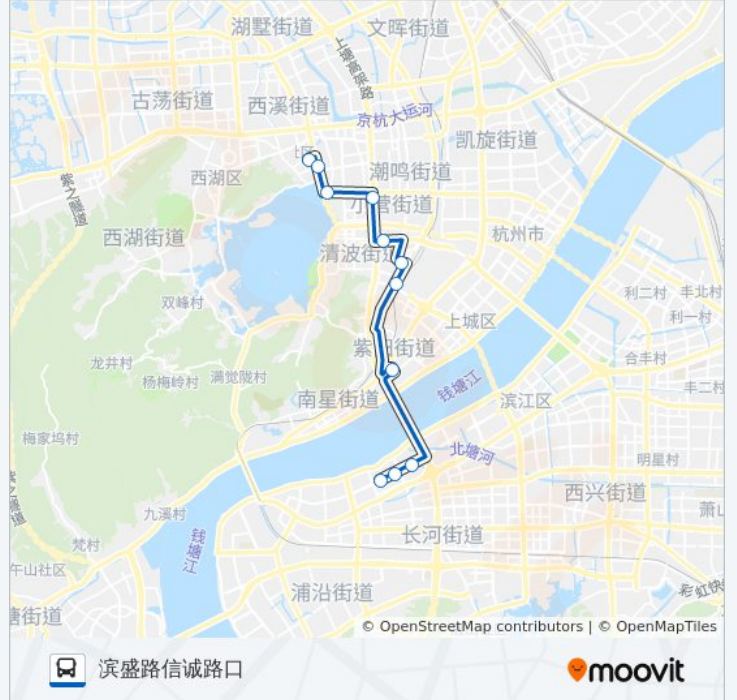 湖墅街道
文晖街道
上塘高架路
古荡街道
西溪街道
京杭大运河
凯旋街道
潮鸣街道
西湖区
紫之隧道
小营街道
西湖街道
杭州市
清波街道
利二村
丰北村
双峰村
利一村
上城区
紫阳街道
合丰村
龙井村
满觉陇村
杨梅岭村
丰二村
南星街道
钱塘江
滨江区
梅家坞村
北塘河
明星村
西兴街道
九溪村
萧山
长河街道
钱塘江
梵村
午山社区
浦沿街道
彩虹快
塘街道
© OpenStreetMap contributors | © OpenMapTiles
滨盛路信诚路口
moovit